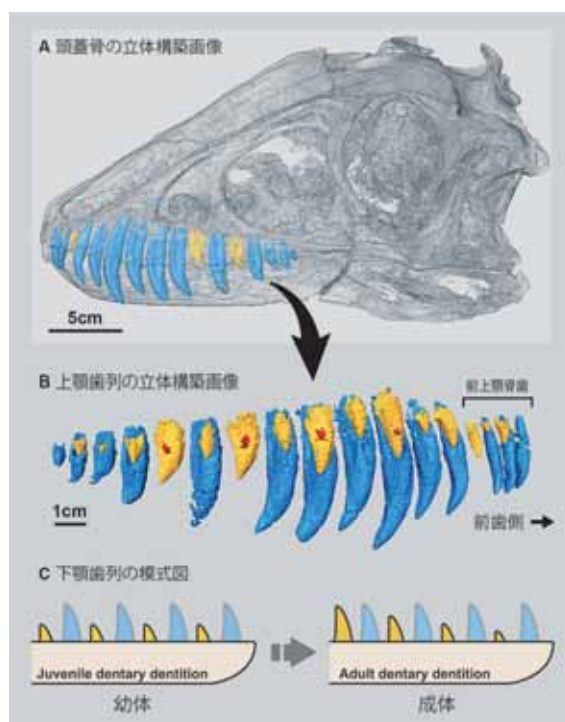 A 頭蓋骨の立体構築画像
5cm
B 上顎歯列の立体構築画像
前上顎骨歯
1cm
前歯側
C 下顎歯列の模式図
Juvenile dentary dentition
Adult dentary dentition
幼体
成体